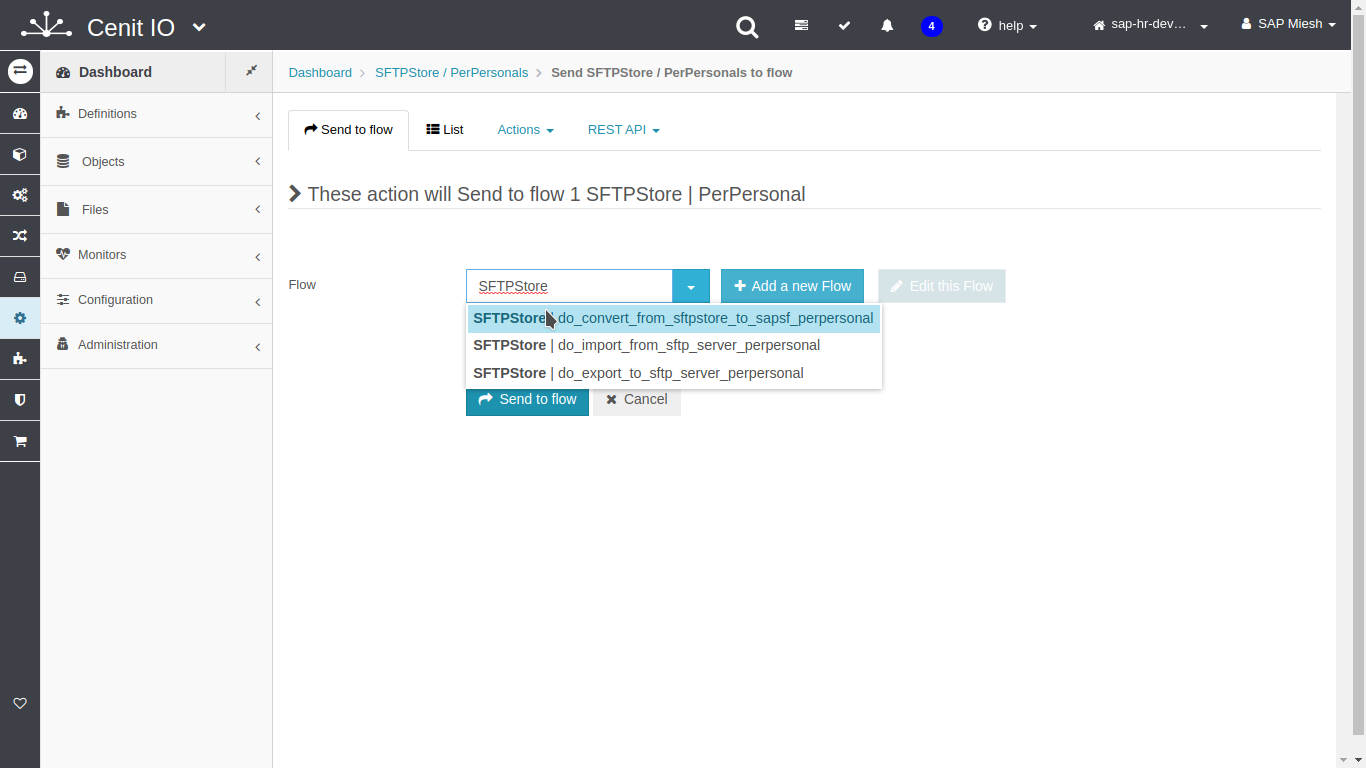 Cenit IO
4
help
sap-hr-dev...
SAP Miesh
Dashboard
Dashboard
SFTPStore / PerPersonals
Send SFTPStore / PerPersonals to flow
Definitions
Objects
Files
Monitors
Configuration
Administration
Send to flow
List
Actions
REST API
These action will Send to flow 1 SFTPStore | PerPersonal
Flow
SFTPStore
Add a new Flow
Edit this Flow
SFTPStore | do_convert_from_sftpstore_to_sapsf_perpersonal
SFTPStore | do_import_from_sftp_server_perpersonal
SFTPStore | do_export_to_sftp_server_perpersonal
Send to flow
Cancel